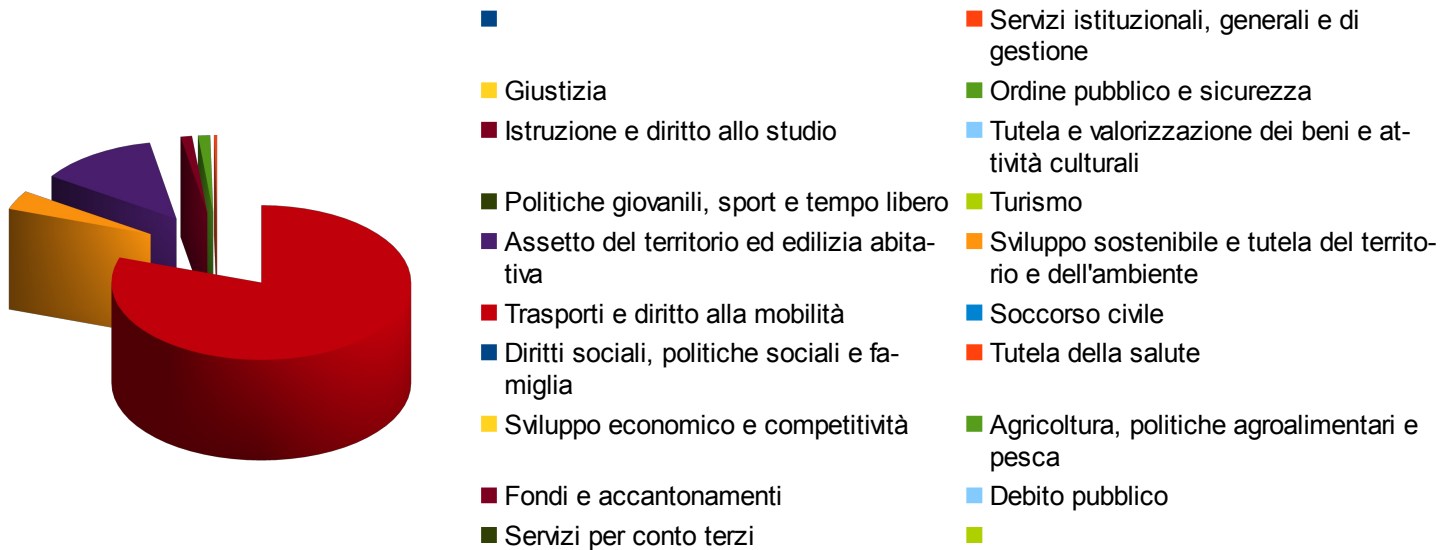 Servizi istituzionali, generali e di
gestione
Giustizia
Ordine pubblico e sicurezza
Istruzione e diritto allo studio
Tutela e valorizzazione dei beni e at-
tività culturali
Politiche giovanili, sport e tempo libero
Turismo
Assetto del territorio ed edilizia abita-
tiva
Sviluppo sostenibile e tutela del territo-
rio e dell'ambiente
Trasporti e diritto alla mobilità
Soccorso civile
Diritti sociali, politiche sociali e fa-
miglia
Tutela della salute
Sviluppo economico e competitività
Agricoltura, politiche agroalimentari e
pesca
Fondi e accantonamenti
Debito pubblico
Servizi per conto terzi